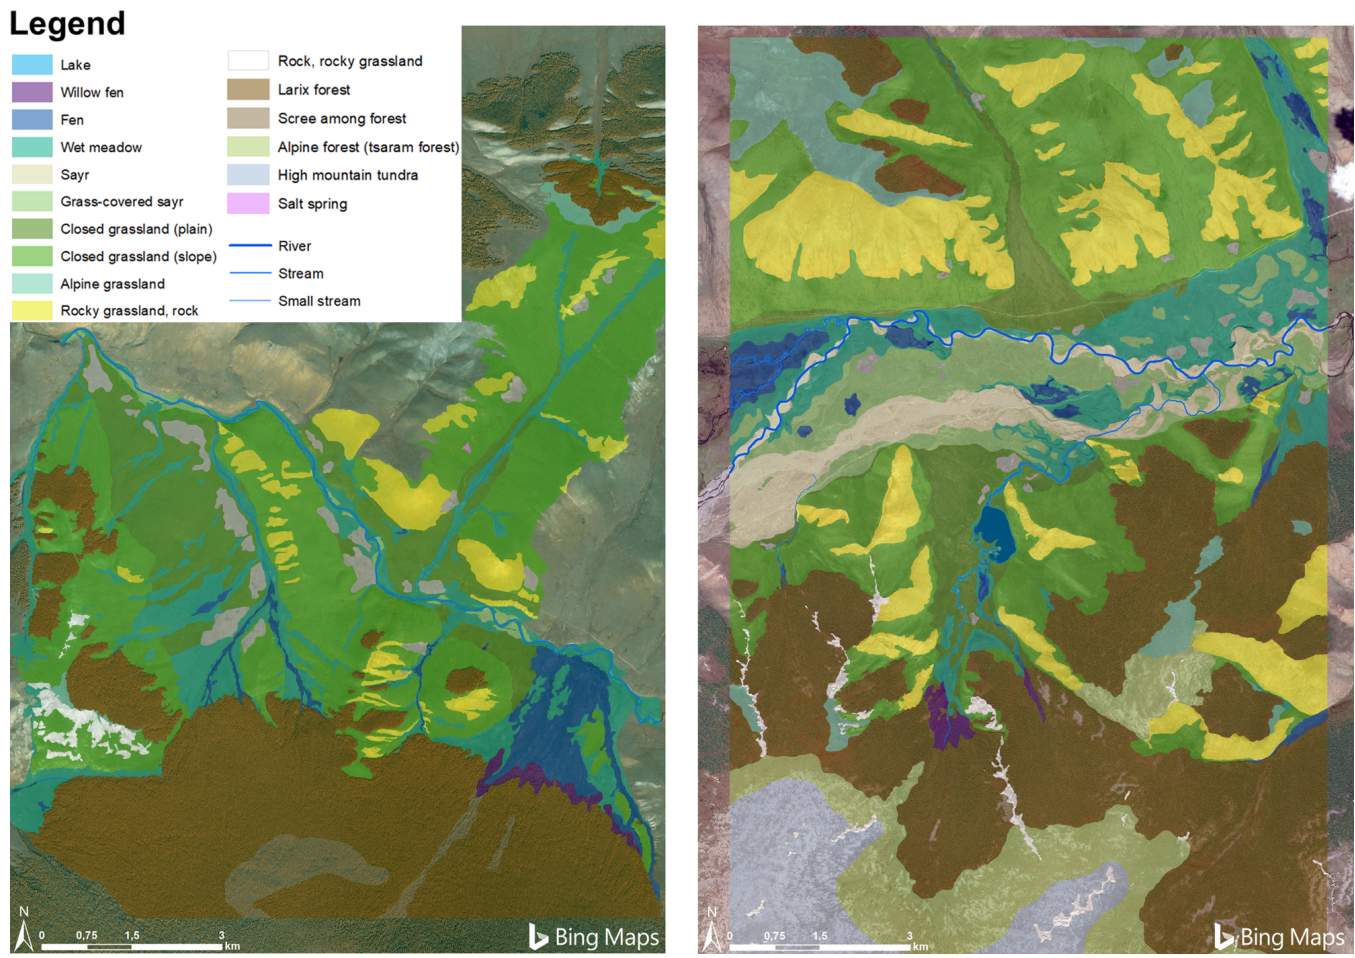 Legend
Lake
Willow fen
Fen
Wet meadow
Sayr
Grass-covered sayr
Closed grassland (plain)
Closed grassland (slope)
Alpine grassland
Rocky grassland, rock
Rock, rocky grassland
Larix forest
Scree among forest
Alpine forest (tsaram forest)
High mountain tundra
Salt spring
River
Stream
Small stream
N
0 0,75 1,5 3
km
Bing Maps
N
0 0,75 1,5 3
km
Bing Maps